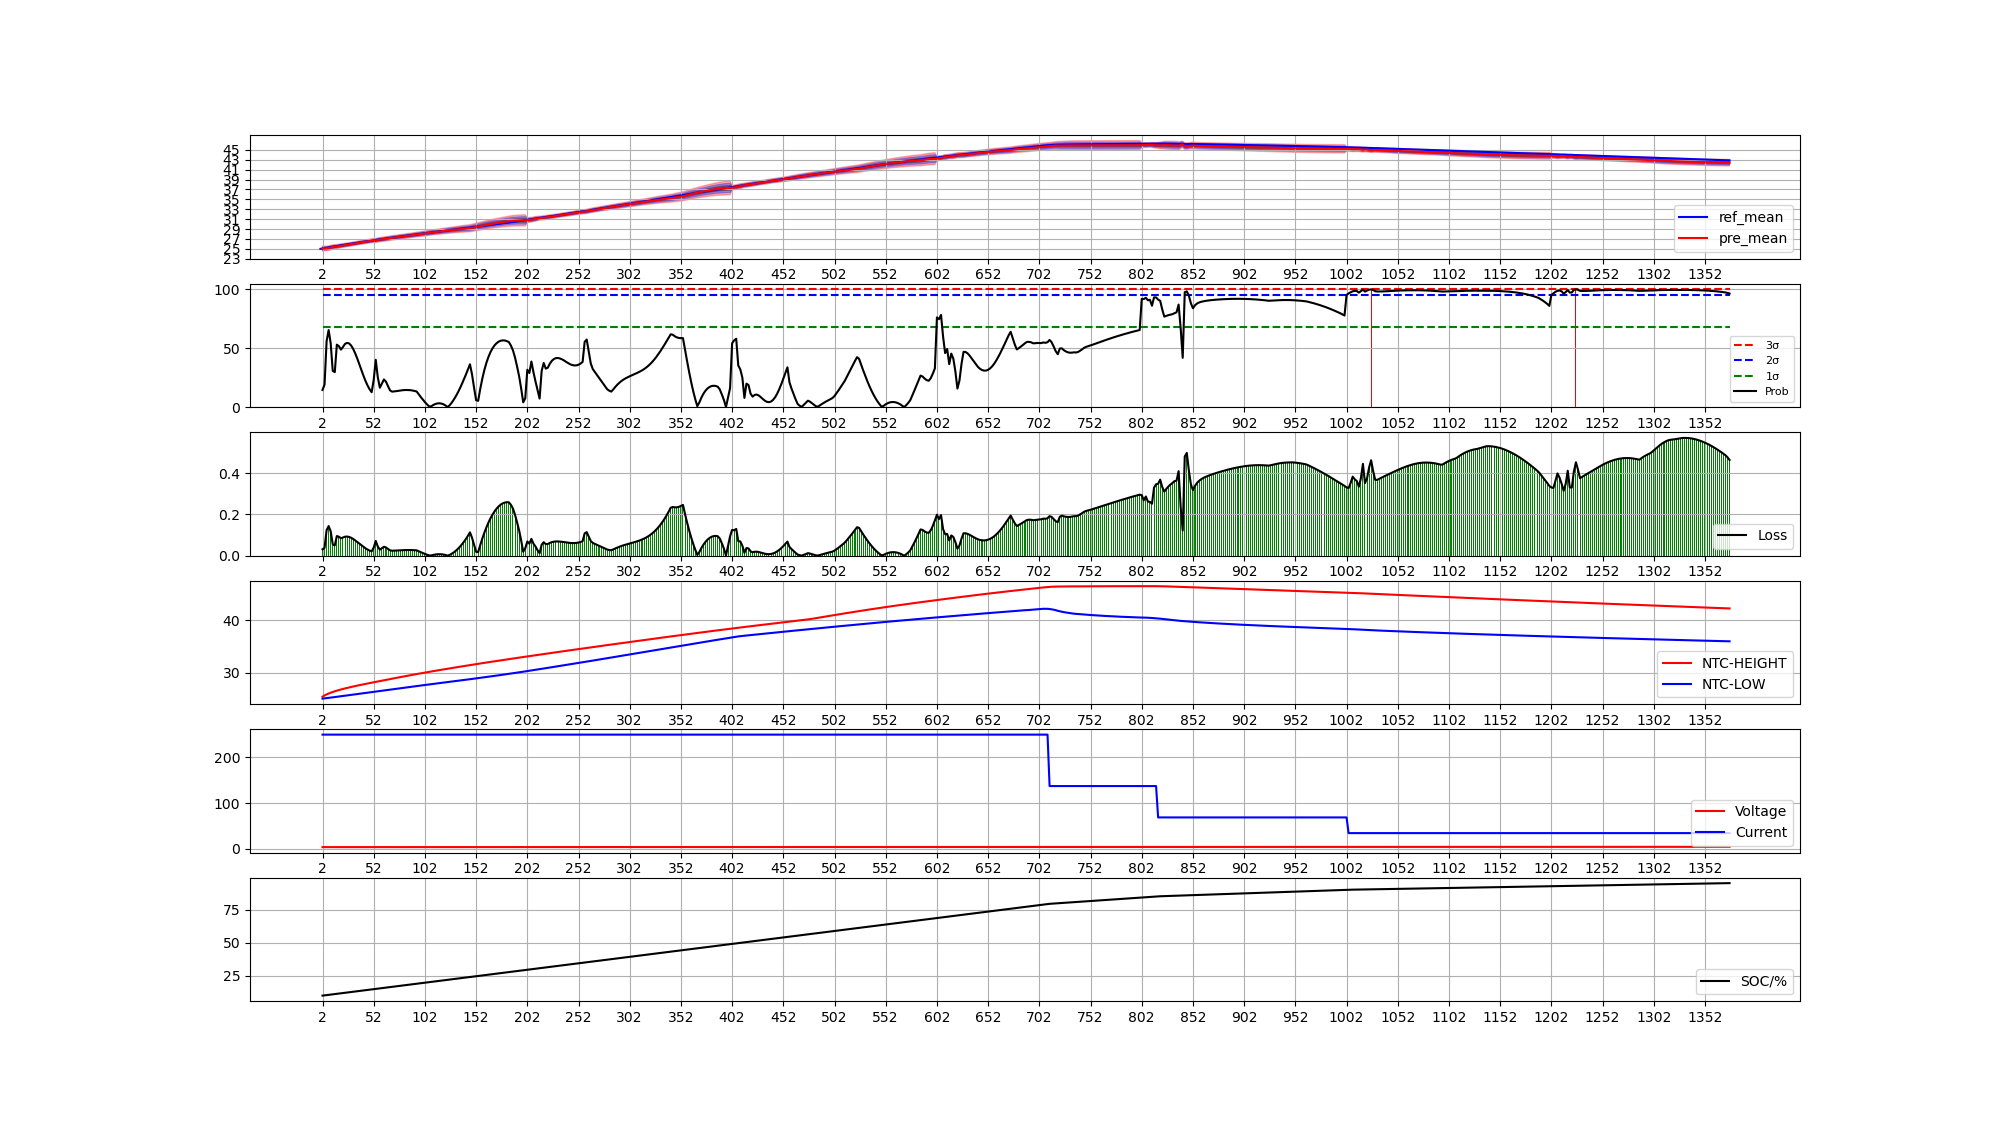 45
43
41
39
37
35
33
31
29
27
25
23
ref_mean
pre_mean
2 52 102 152 202 252 302 352 402 452 502 552 602 652 702 752 802 852 902 952 1002 1052 1102 1152 1202 1252 1302 1352
100
50
0
3σ
2σ
1σ
Prob
2 52 102 152 202 252 302 352 402 452 502 552 602 652 702 752 802 852 902 952 1002 1052 1102 1152 1202 1252 1302 1352
0.4
0.2
0.0
Loss
2 52 102 152 202 252 302 352 402 452 502 552 602 652 702 752 802 852 902 952 1002 1052 1102 1152 1202 1252 1302 1352
40
30
NTC-HEIGHT
NTC-LOW
2 52 102 152 202 252 302 352 402 452 502 552 602 652 702 752 802 852 902 952 1002 1052 1102 1152 1202 1252 1302 1352
200
100
0
Voltage
Current
2 52 102 152 202 252 302 352 402 452 502 552 602 652 702 752 802 852 902 952 1002 1052 1102 1152 1202 1252 1302 1352
75
50
25
SOC/%
2 52 102 152 202 252 302 352 402 452 502 552 602 652 702 752 802 852 902 952 1002 1052 1102 1152 1202 1252 1302 1352